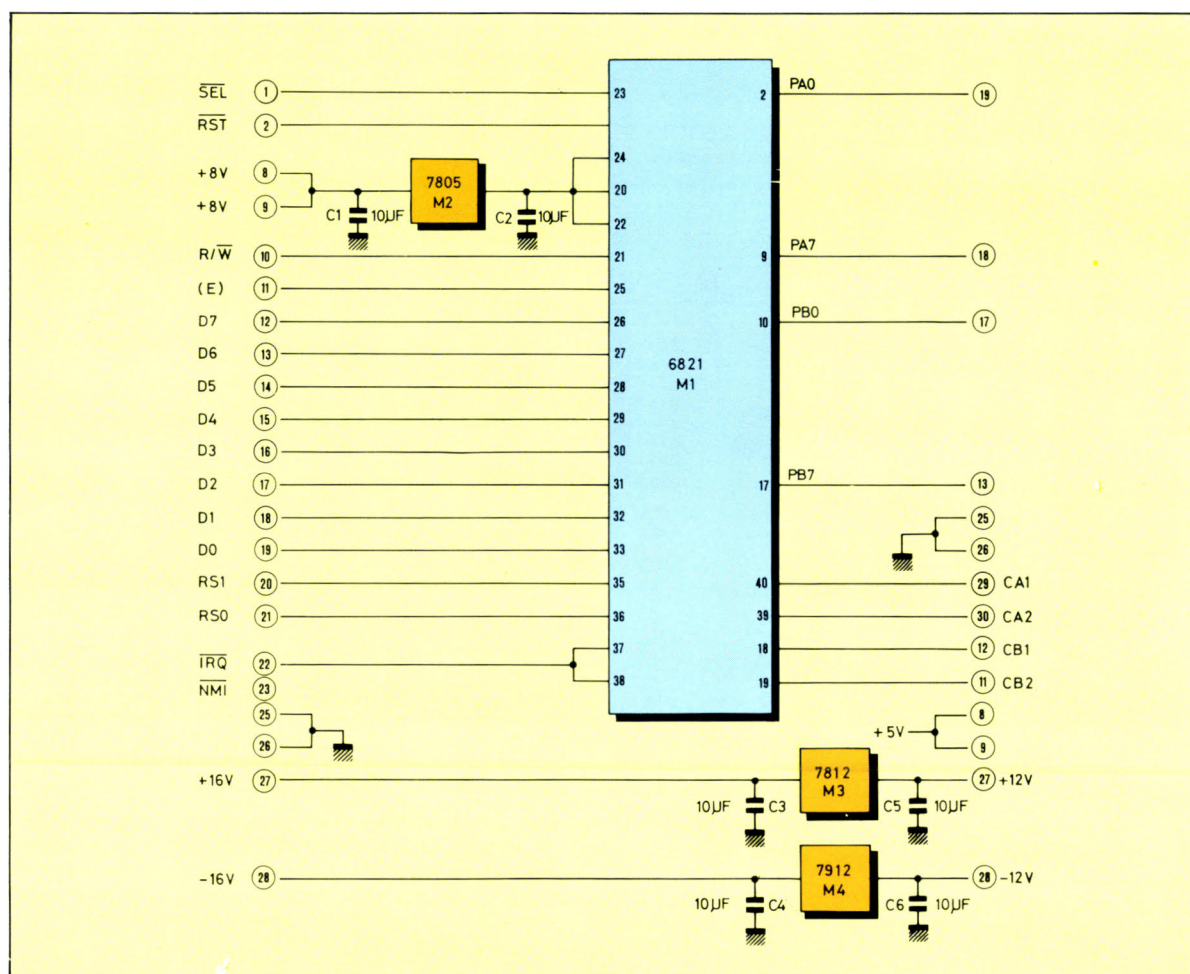 SEL 1 23 2 PA0 19
RST 2
+8V 8 24
+8V 9 7805 M2 20
C1 10µF C2 10µF 22
R/W 10 21 9 PA7 18
(E) 11 25
D7 12 26 10 PB0 17
D6 13 27
6821
M1
D5 14 28
D4 15 29
D3 16 30
D2 17 31 17 PB7 13
D1 18 32 25
D0 19 33 26
RS1 20 35 40 29 CA1
RS0 21 36 39 30 CA2
IRQ 22 37 18 12 CB1
NMI 23 38 19 11 CB2
25 8
26 +5V 9
+16V 27 7812 M3 27 +12V
10µF C3 C5 10µF
-16V 28 7912 M4 28 -12V
10µF C4 C6 10µF